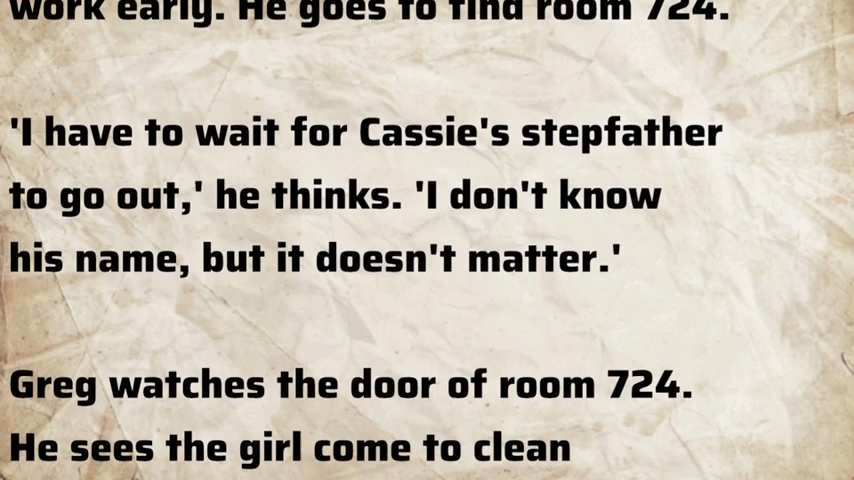 work early. He goes to find room 724.
'I have to wait for Cassie's stepfather
to go out,' he thinks. 'I don't know
his name, but it doesn't matter.'
Greg watches the door of room 724.
He sees the girl come to clean